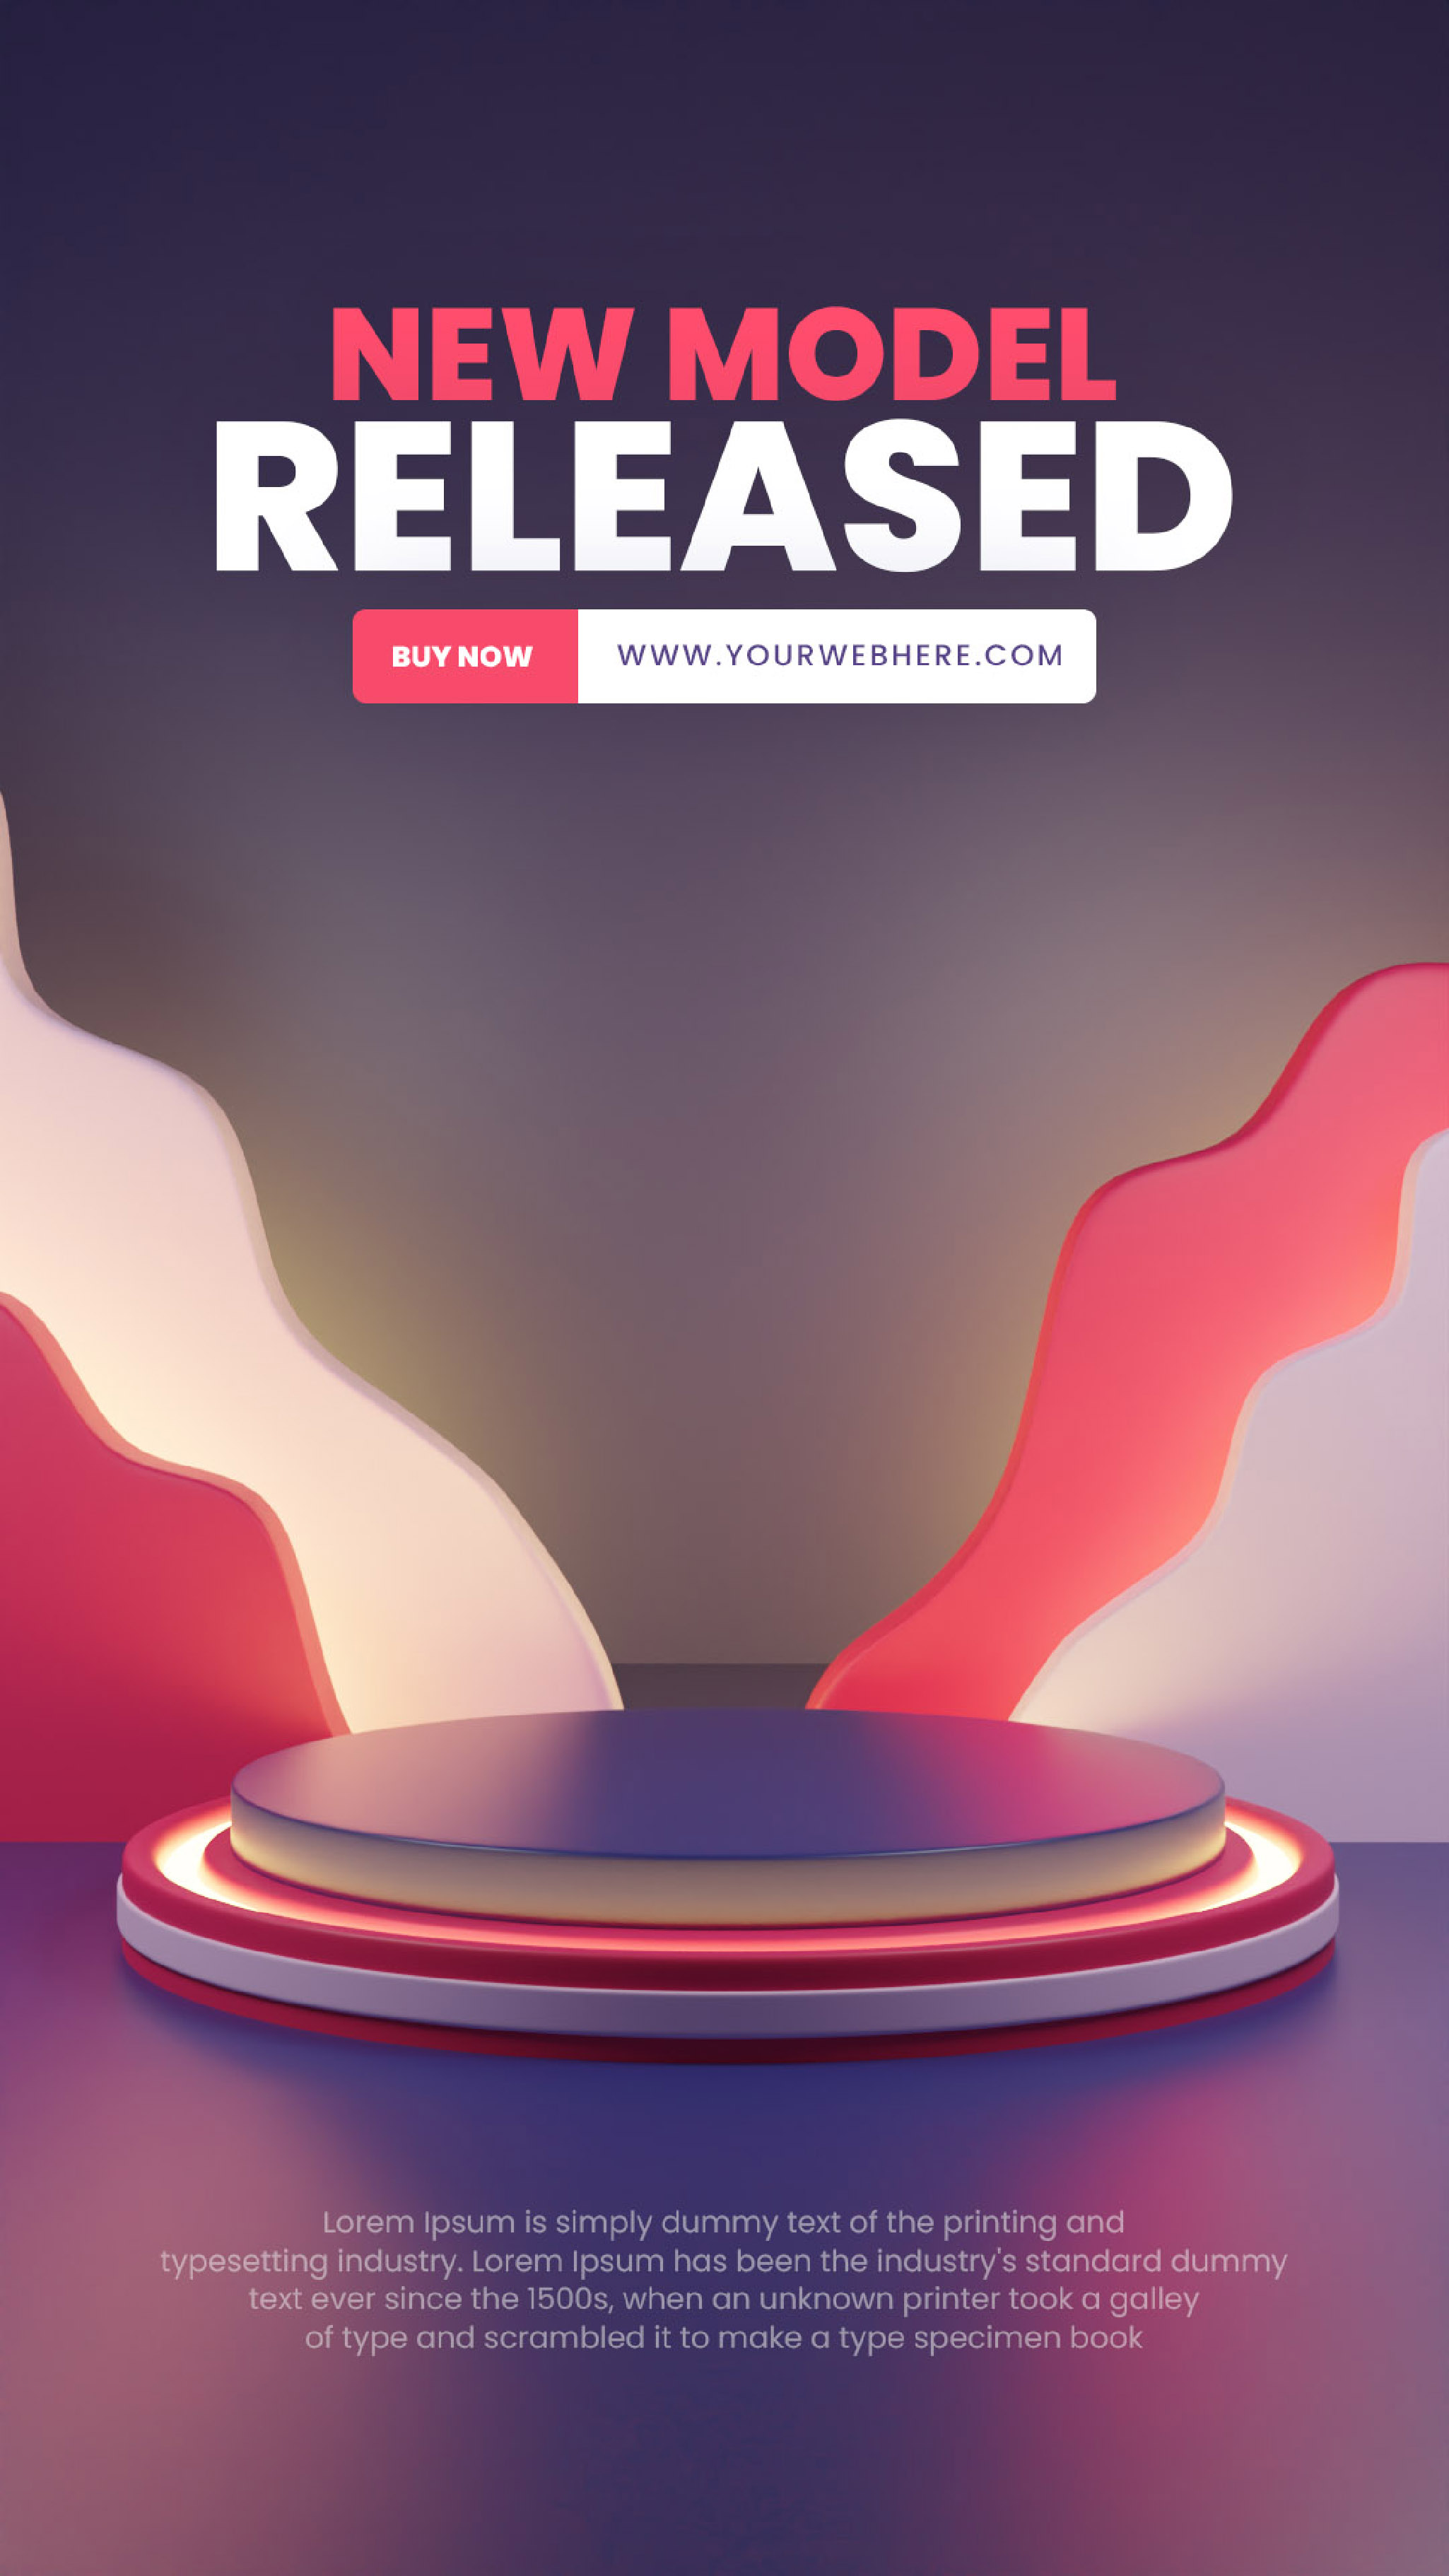 NEW MODEL
RELEASED
BUY NOW WWW.YOURWEBHERE.COM
Lorem Ipsum is simply dummy text of the printing and
typesetting industry. Lorem Ipsum has been the industry's standard dummy
text ever since the 1500s, when an unknown printer took a galley
of type and scrambled it to make a type specimen book